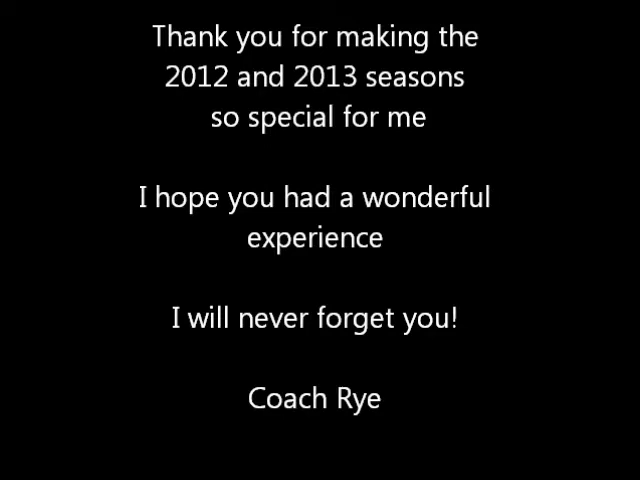 Thank you for making the
2012 and 2013 seasons
so special for me
I hope you had a wonderful
experience
I will never forget you!
Coach Rye